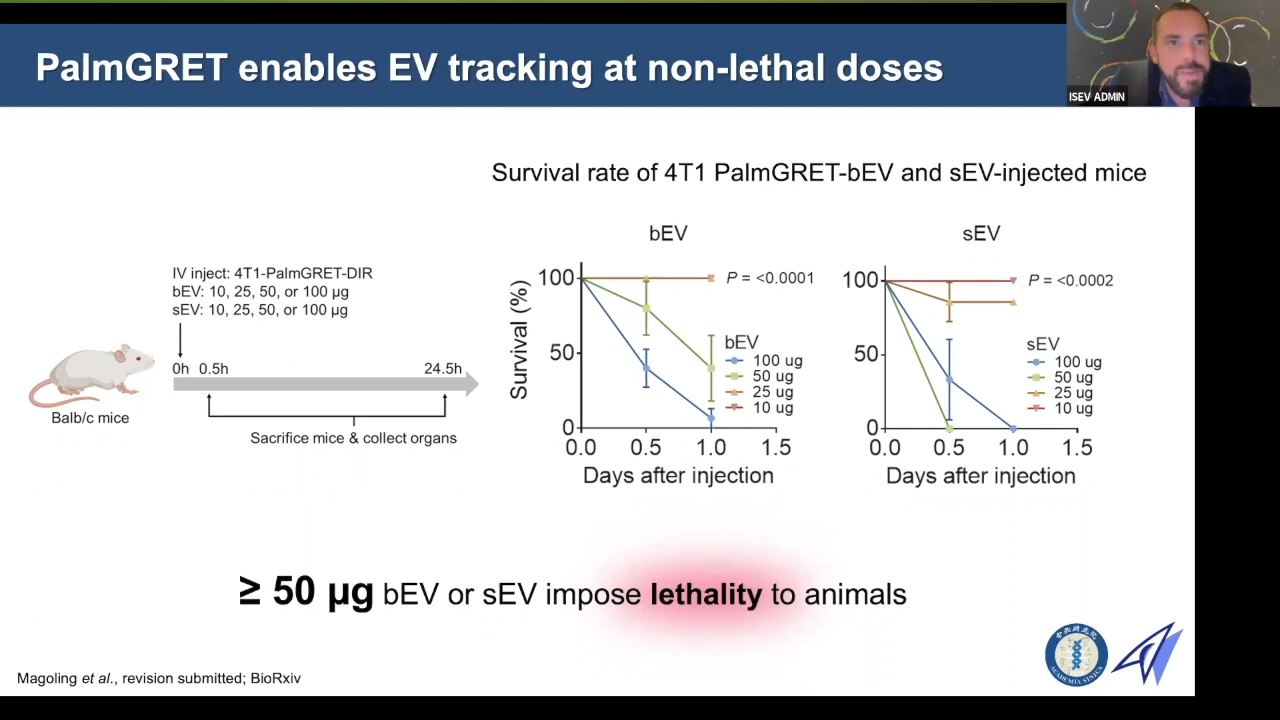 PalmGRET enables EV tracking at non-lethal doses
ISEV ADMIN
Survival rate of 4T1 PalmGRET-bEV and sEV-injected mice
IV inject: 4T1-PalmGRET-DIR
bEV: 10, 25, 50, or 100 µg
sEV: 10, 25, 50, or 100 µg
0h 0.5h 24.5h
Balb/c mice
Sacrifice mice & collect organs
bEV
Survival (%)
100
50
0
P = <0.0001
bEV
100 ug
50 ug
25 ug
10 ug
0.0 0.5 1.0 1.5
Days after injection
sEV
100
50
0
P = <0.0002
sEV
100 ug
50 ug
25 ug
10 ug
0.0 0.5 1.0 1.5
Days after injection
≥ 50 µg bEV or sEV impose lethality to animals
Magoling et al., revision submitted; BioRxiv
ACADEMIA SINICA